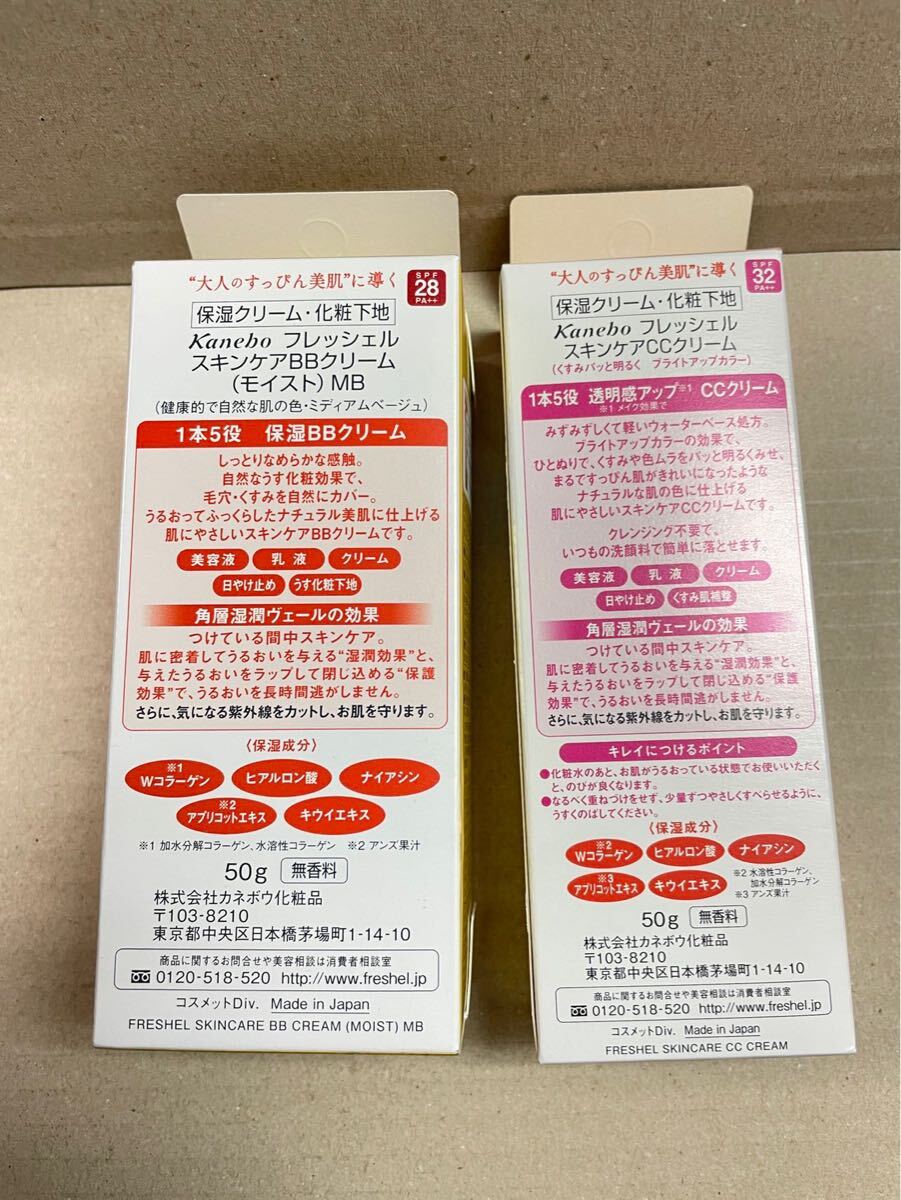 “大人のすっぴん美肌”に導く
SPF
28
PA++
保湿クリーム・化粧下地
Kanebo フレッシェル
スキンケアBBクリーム
(モイスト) MB
(健康的で自然な肌の色・ミディアムベージュ)
1本5役 保湿BBクリーム
しっとりなめらかな感触。
自然なうす化粧効果で、
毛穴・くすみを自然にカバー。
うるおってふっくらしたナチュラル美肌に仕上げる
肌にやさしいスキンケアBBクリームです。
美容液 乳液 クリーム
日やけ止め うす化粧下地
角層湿潤ヴェールの効果
つけている間中スキンケア。
肌に密着してうるおいを与える“湿潤効果”と、
与えたうるおいをラップして閉じ込める“保護
効果”で、うるおいを長時間逃がしません。
さらに、気になる紫外線をカットし、お肌を守ります。
〈保湿成分〉
※1
Wコラーゲン ヒアルロン酸 ナイアシン
※2
アプリコットエキス キウイエキス
※1 加水分解コラーゲン、水溶性コラーゲン ※2 アンズ果汁
50g 無香料
株式会社カネボウ化粧品
〒103-8210
東京都中央区日本橋茅場町1-14-10
商品に関するお問合せや美容相談は消費者相談室
0120-518-520 http://www.freshel.jp
コスメットDiv. Made in Japan
FRESHEL SKINCARE BB CREAM (MOIST) MB
“大人のすっぴん美肌”に導く
SPF
32
PA++
保湿クリーム・化粧下地
Kanebo フレッシェル
スキンケアCCクリーム
(くすみパッと明るく ブライトアップカラー)
1本5役 透明感アップ※1 CCクリーム
※1 メイク効果で
みずみずしくて軽いウォーターベース処方。
ブライトアップカラーの効果で、
ひとぬりで、くすみや色ムラをパッと明るくみせ、
まるですっぴん肌がきれいになったような
ナチュラルな肌の色に仕上げる
肌にやさしいスキンケアCCクリームです。
クレンジング不要で、
いつもの洗顔料で簡単に落とせます。
美容液 乳液 クリーム
日やけ止め くすみ肌補整
角層湿潤ヴェールの効果
つけている間中スキンケア。
肌に密着してうるおいを与える“湿潤効果”と、
与えたうるおいをラップして閉じ込める“保護
効果”で、うるおいを長時間逃がしません。
さらに、気になる紫外線をカットし、お肌を守ります。
キレイにつけるポイント
●化粧水のあと、お肌がうるおっている状態でお使いいただく
と、のびが良くなります。
●なるべく重ねづけをせず、少量ずつやさしくすべらせるように、
うすくのばしてください。
〈保湿成分〉
※2
Wコラーゲン ヒアルロン酸 ナイアシン
※3
アプリコットエキス キウイエキス
※2 水溶性コラーゲン、
加水分解コラーゲン
※3 アンズ果汁
50g 無香料
株式会社カネボウ化粧品
〒103-8210
東京都中央区日本橋茅場町1-14-10
商品に関するお問合せや美容相談は消費者相談室
0120-518-520 http://www.freshel.jp
コスメットDiv. Made in Japan
FRESHEL SKINCARE CC CREAM